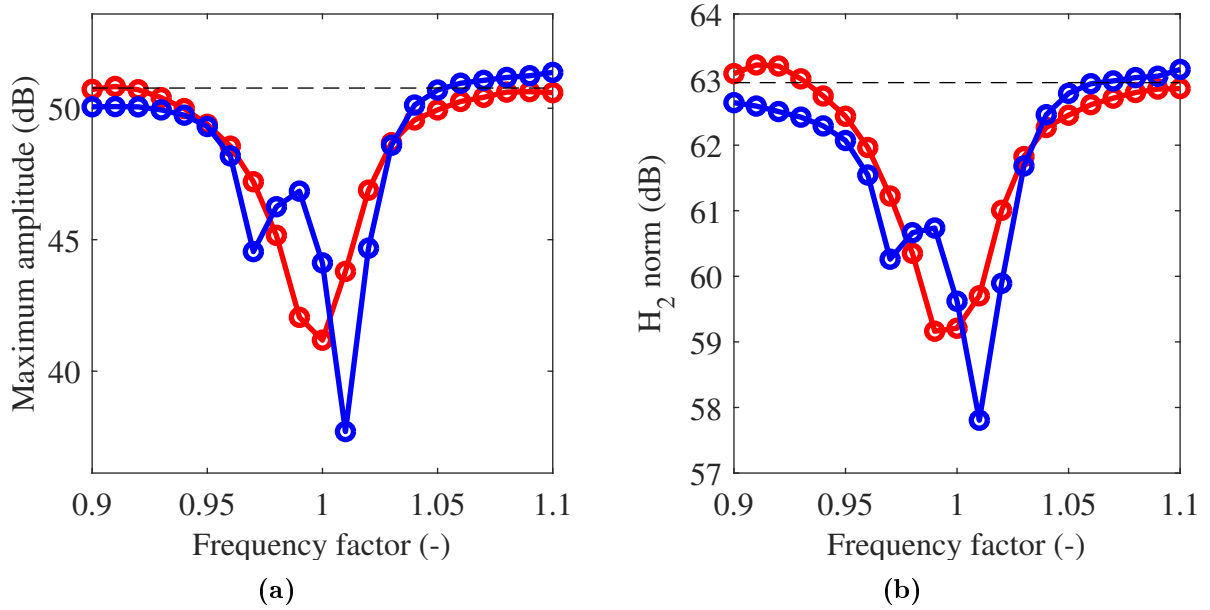 Maximum amplitude (dB)
50
45
40
0.9 0.95 1 1.05 1.1
Frequency factor (-)
(a)
H2 norm (dB)
64
63
62
61
60
59
58
57
0.9 0.95 1 1.05 1.1
Frequency factor (-)
(b)